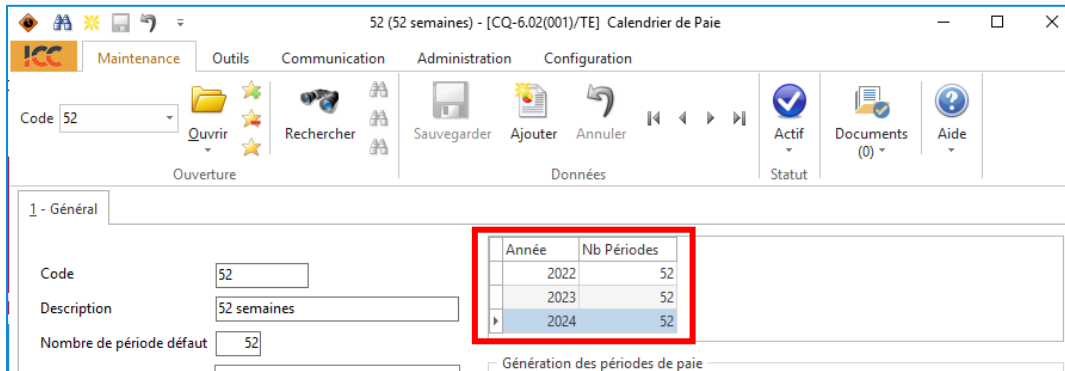 52 (52 semaines) - [CQ-6.02(001)/TE] Calendrier de Paie
ICC Maintenance Outils Communication Administration Configuration
Code 52 Ouvrir Rechercher Sauvegarder Ajouter Annuler Actif Documents (0) Aide
Ouverture Données Statut
1 - Général
Année Nb Périodes
2022 52
2023 52
2024 52
Code 52
Description 52 semaines
Nombre de période défaut 52
Génération des périodes de paie